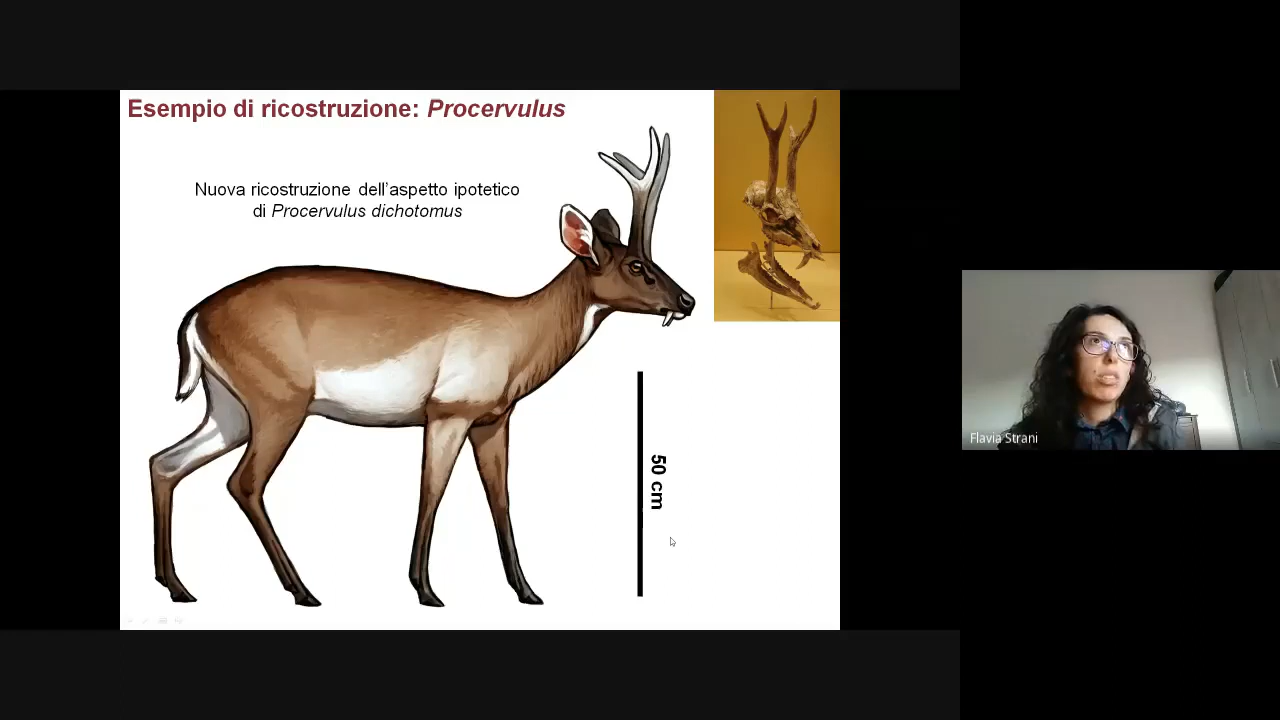 Esempio di ricostruzione: Procervulus
Nuova ricostruzione dell'aspetto ipotetico
di Procervulus dichotomus
50 cm
Flavia Strani